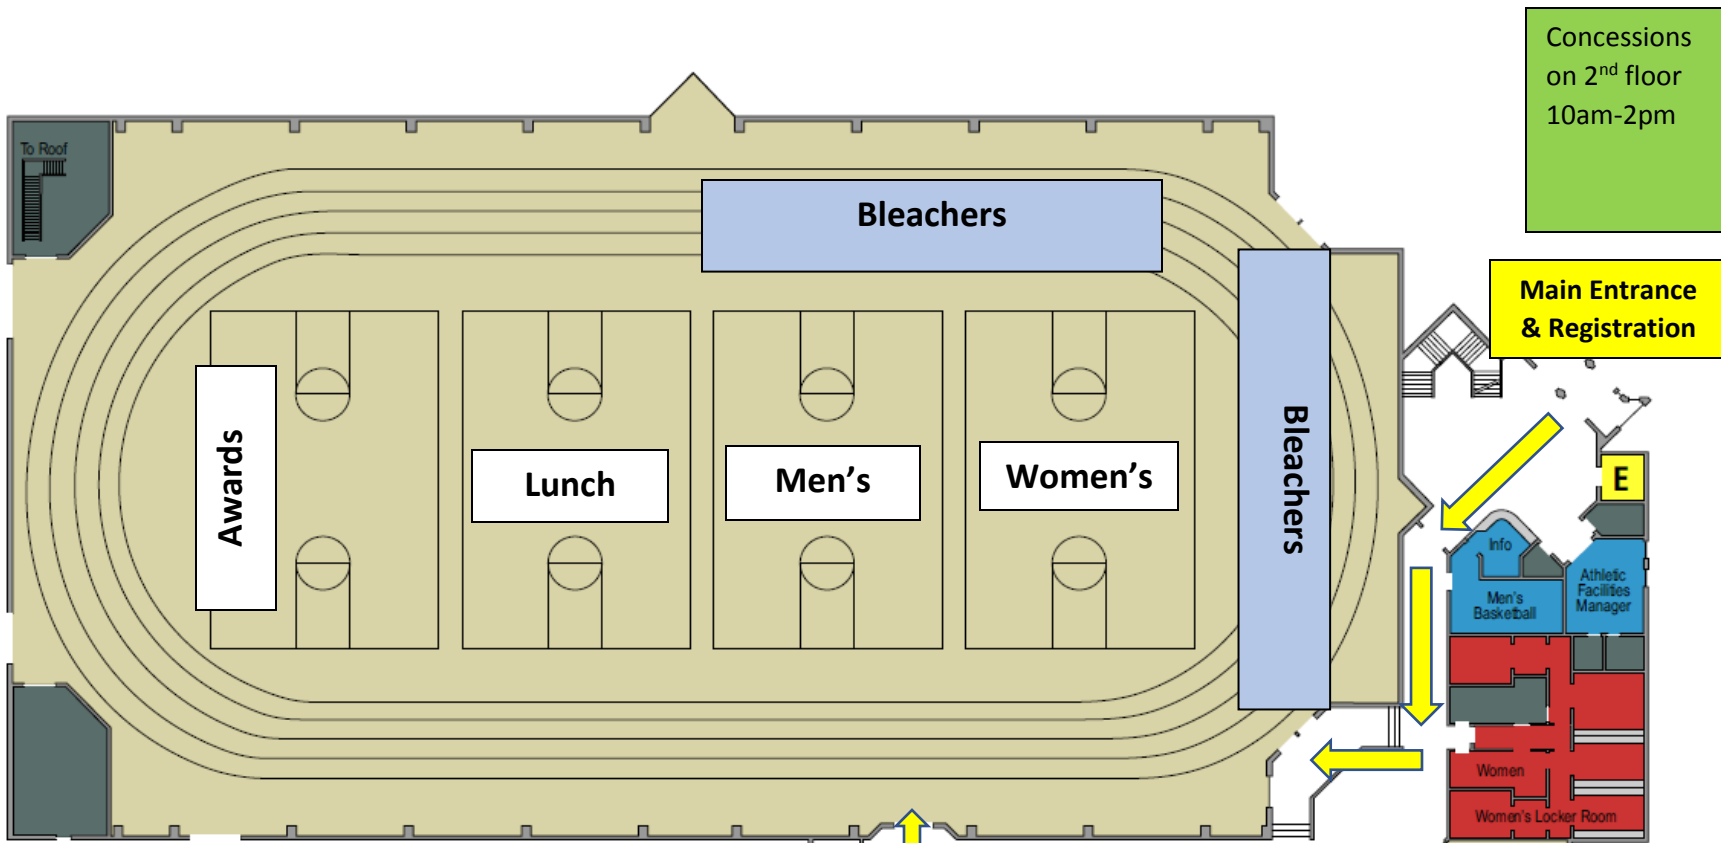 Concessions
on 2nd floor
10am-2pm
To Roof
Bleachers
Main Entrance
& Registration
Awards
Lunch
Men's
Women's
Bleachers
E
Info
Men's
Basketball
Athletic
Facilities
Manager
Women
Women's Locker Room